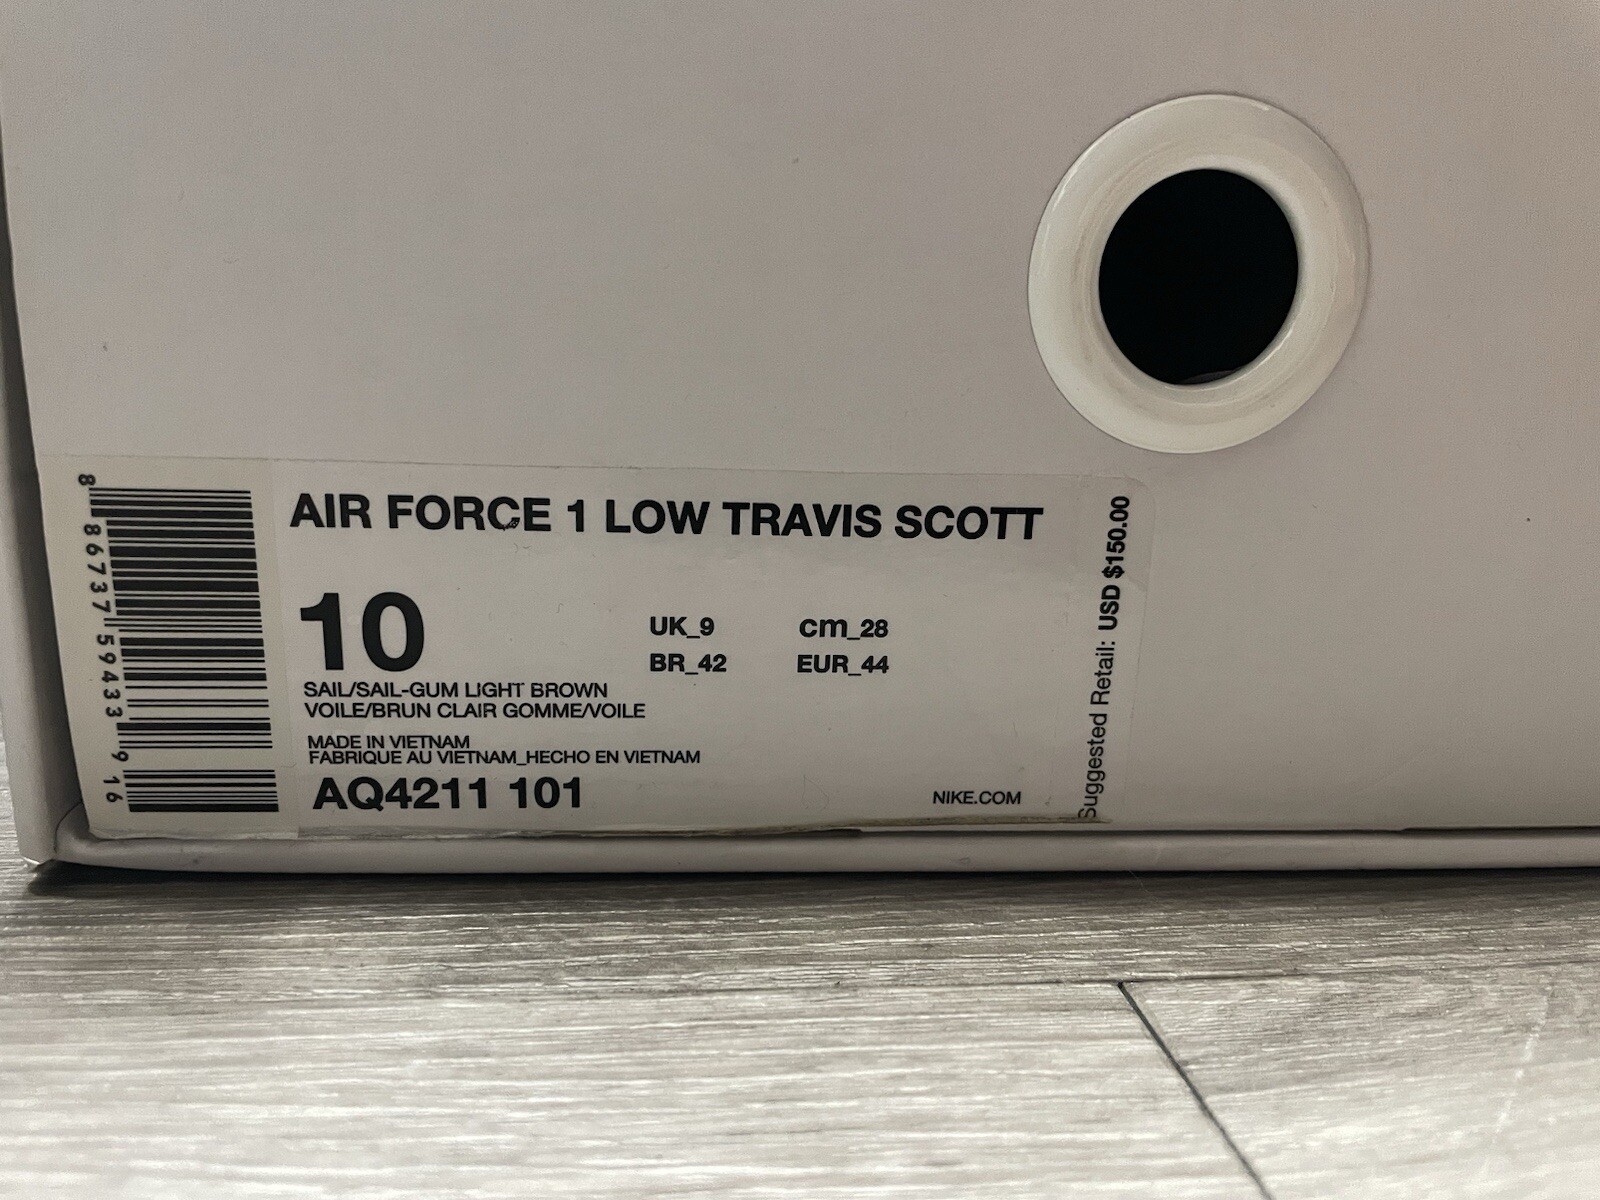 8 86737 59433 9 16
AIR FORCE 1 LOW TRAVIS SCOTT
10
UK_9 cm_28
BR_42 EUR_44
SAIL/SAIL-GUM LIGHT BROWN
VOILE/BRUN CLAIR GOMME/VOILE
MADE IN VIETNAM
FABRIQUE AU VIETNAM_HECHO EN VIETNAM
AQ4211 101
NIKE.COM
Suggested Retail: USD $150.00